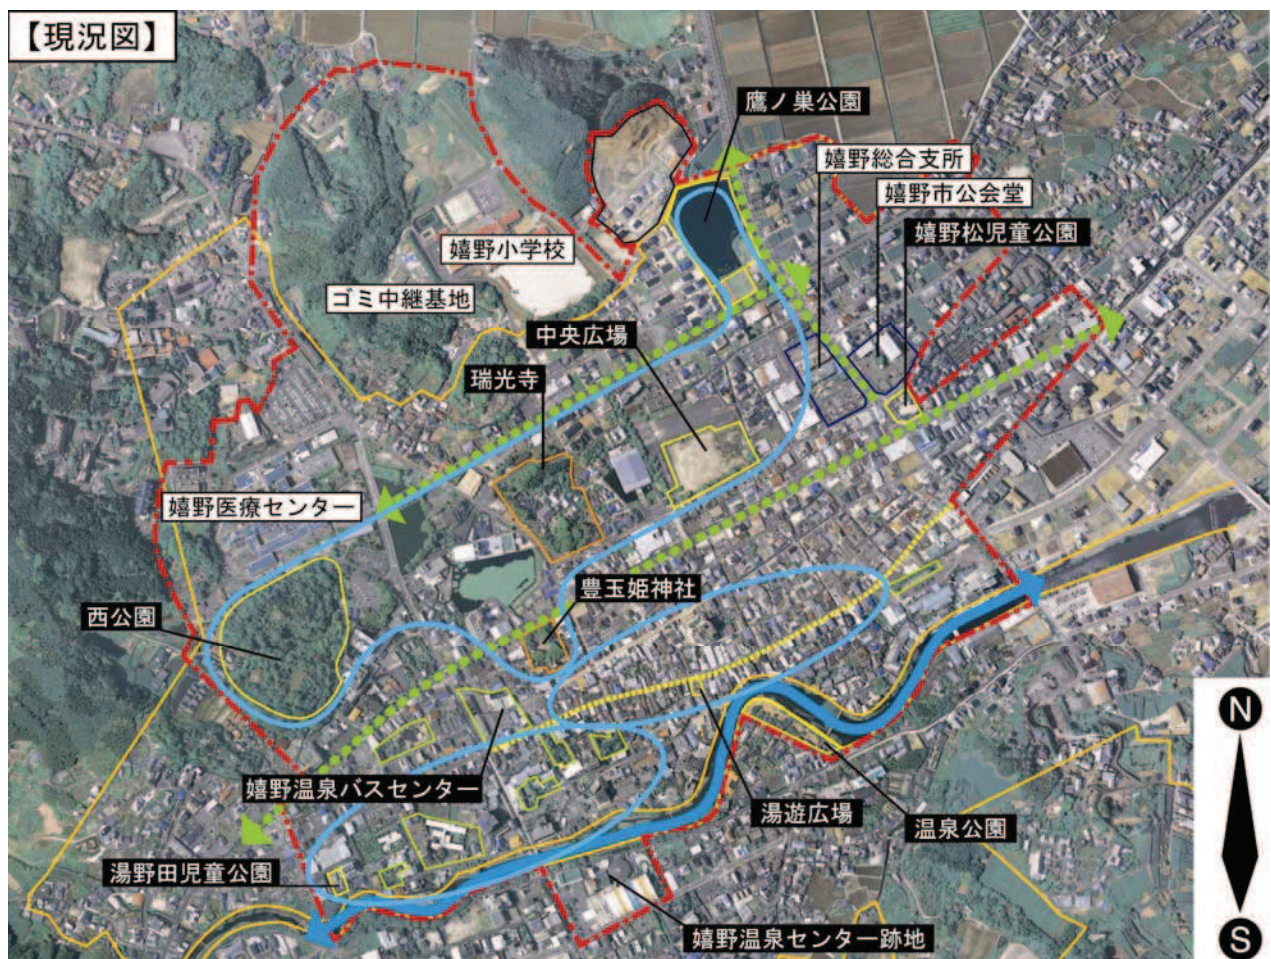 【現況図】
鷹ノ巣公園
嬉野総合支所
嬉野市公会堂
嬉野松児童公園
嬉野小学校
ゴミ中継基地
中央広場
瑞光寺
嬉野医療センター
豊玉姫神社
西公園
嬉野温泉バスセンター
湯遊広場
温泉公園
湯野田児童公園
嬉野温泉センター跡地
N
S